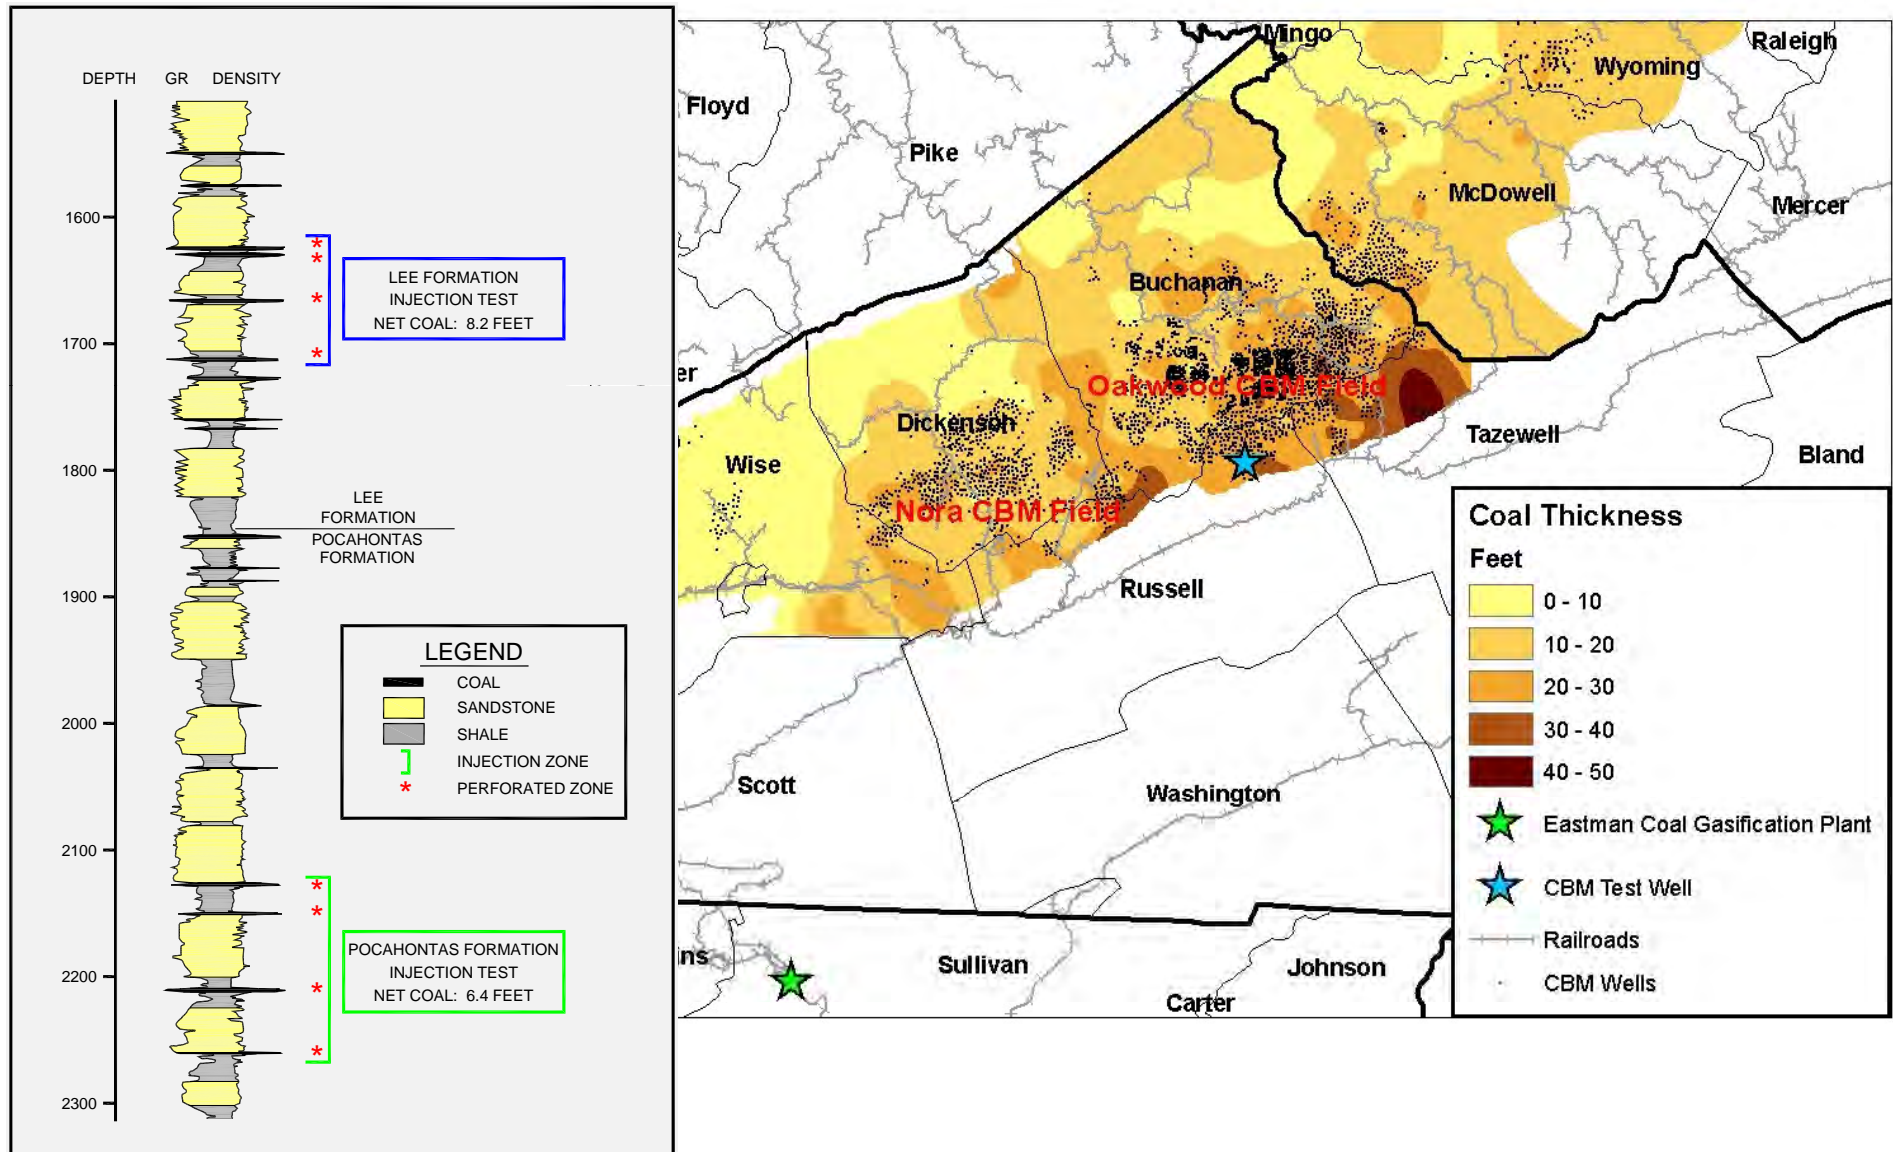 DEPTH GR DENSITY
1600
1700
1800
1900
2000
2100
2200
2300
LEE FORMATION
INJECTION TEST
NET COAL: 8.2 FEET
LEE
FORMATION
POCAHONTAS
FORMATION
LEGEND
COAL
SANDSTONE
SHALE
INJECTION ZONE
* PERFORATED ZONE
POCAHONTAS FORMATION
INJECTION TEST
NET COAL: 6.4 FEET
Mingo
Raleigh
Wyoming
Floyd
Pike
McDowell
Mercer
Buchanan
er
Oakwood CBM Field
Dickenson
Tazewell
Wise
Bland
Nora CBM Field
Russell
Scott
Washington
ns
Sullivan
Johnson
Carter
Coal Thickness
Feet
0 - 10
10 - 20
20 - 30
30 - 40
40 - 50
Eastman Coal Gasification Plant
CBM Test Well
Railroads
CBM Wells